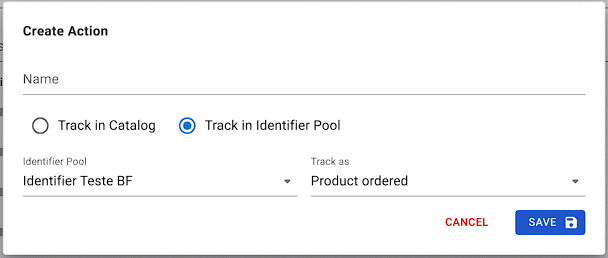 Create Action
Name
Track in Catalog
Track in Identifier Pool
Identifier Pool
Track as
Identifier Teste BF
Product ordered
CANCEL
SAVE